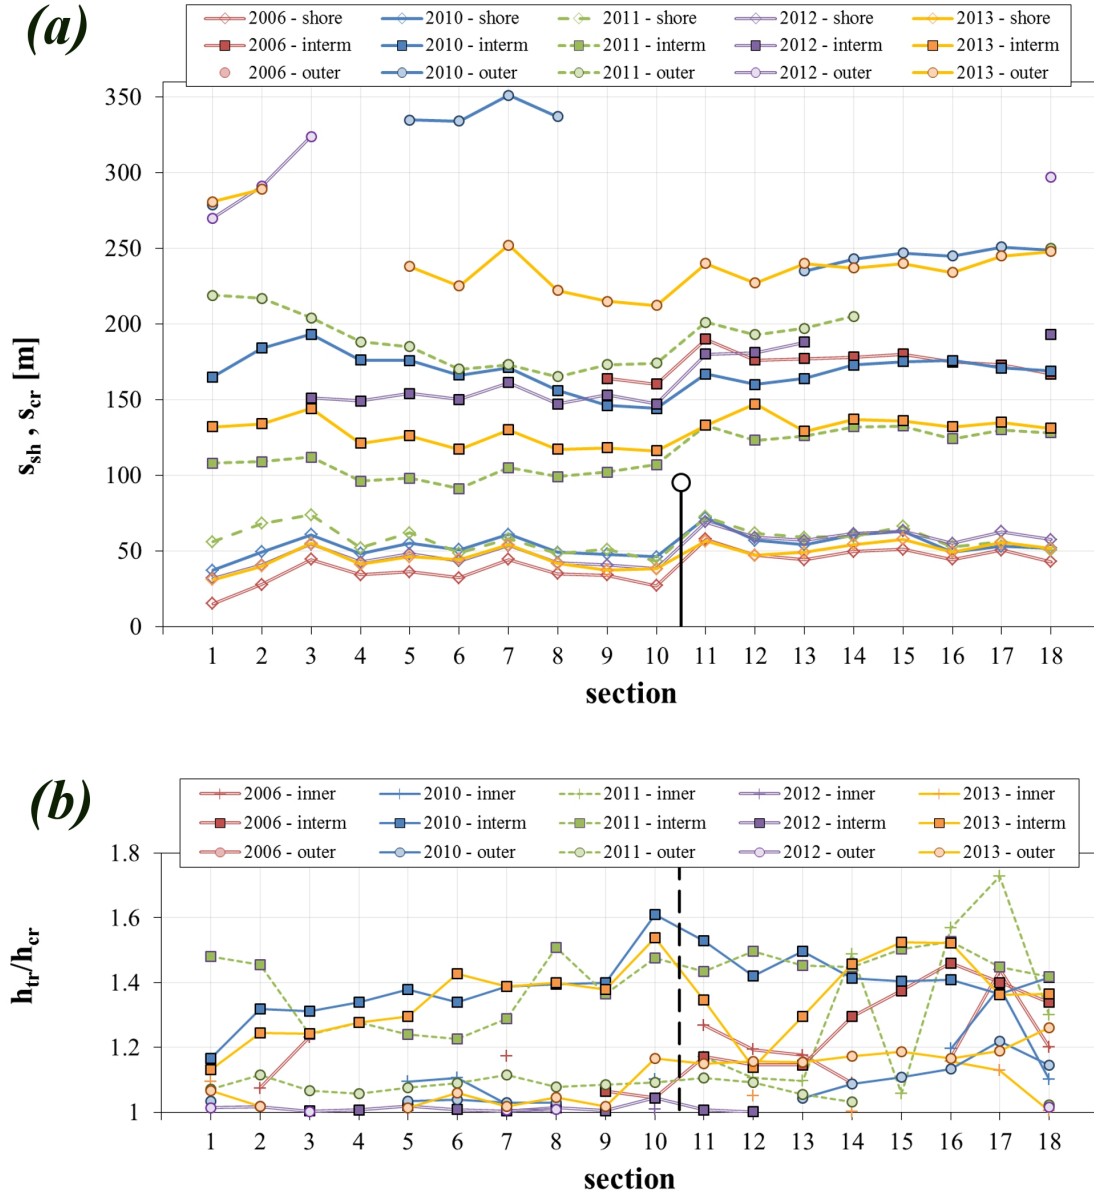 (a)
2006 - shore 2010 - shore 2011 - shore 2012 - shore 2013 - shore
2006 - interm 2010 - interm 2011 - interm 2012 - interm 2013 - interm
2006 - outer 2010 - outer 2011 - outer 2012 - outer 2013 - outer
350
300
250
200
150
100
50
0
s_sh , s_cr [m]
1 2 3 4 5 6 7 8 9 10 11 12 13 14 15 16 17 18
section
(b)
2006 - inner 2010 - inner 2011 - inner 2012 - inner 2013 - inner
2006 - interm 2010 - interm 2011 - interm 2012 - interm 2013 - interm
2006 - outer 2010 - outer 2011 - outer 2012 - outer 2013 - outer
1.8
1.6
1.4
1.2
1
h_tr/h_cr
1 2 3 4 5 6 7 8 9 10 11 12 13 14 15 16 17 18
section